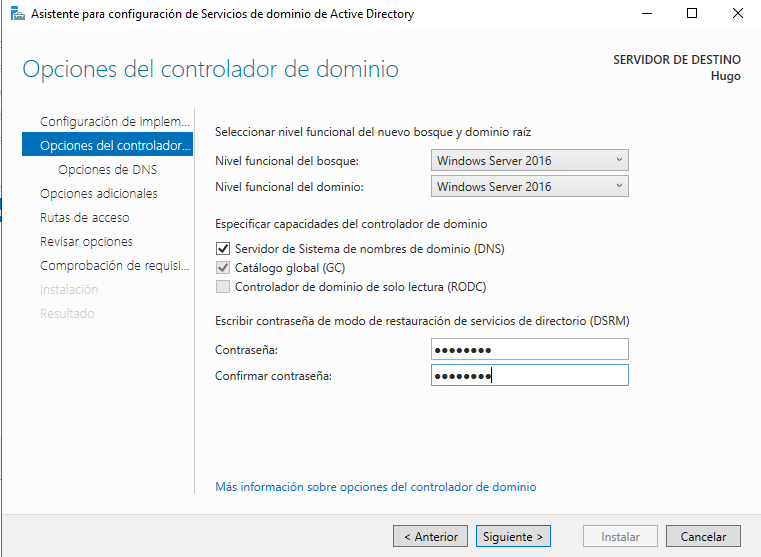 Asistente para configuración de Servicios de dominio de Active Directory
Opciones del controlador de dominio
SERVIDOR DE DESTINO
Hugo
Configuración de implem...
Opciones del controlador...
Opciones de DNS
Opciones adicionales
Rutas de acceso
Revisar opciones
Comprobación de requisi...
Instalación
Resultado
Seleccionar nivel funcional del nuevo bosque y dominio raíz
Nivel funcional del bosque: Windows Server 2016
Nivel funcional del dominio: Windows Server 2016
Especificar capacidades del controlador de dominio
Servidor de Sistema de nombres de dominio (DNS)
Catálogo global (GC)
Controlador de dominio de solo lectura (RODC)
Escribir contraseña de modo de restauración de servicios de directorio (DSRM)
Contraseña: ●●●●●●●●
Confirmar contraseña: ●●●●●●●●
Más información sobre opciones del controlador de dominio
< Anterior Siguiente > Instalar Cancelar